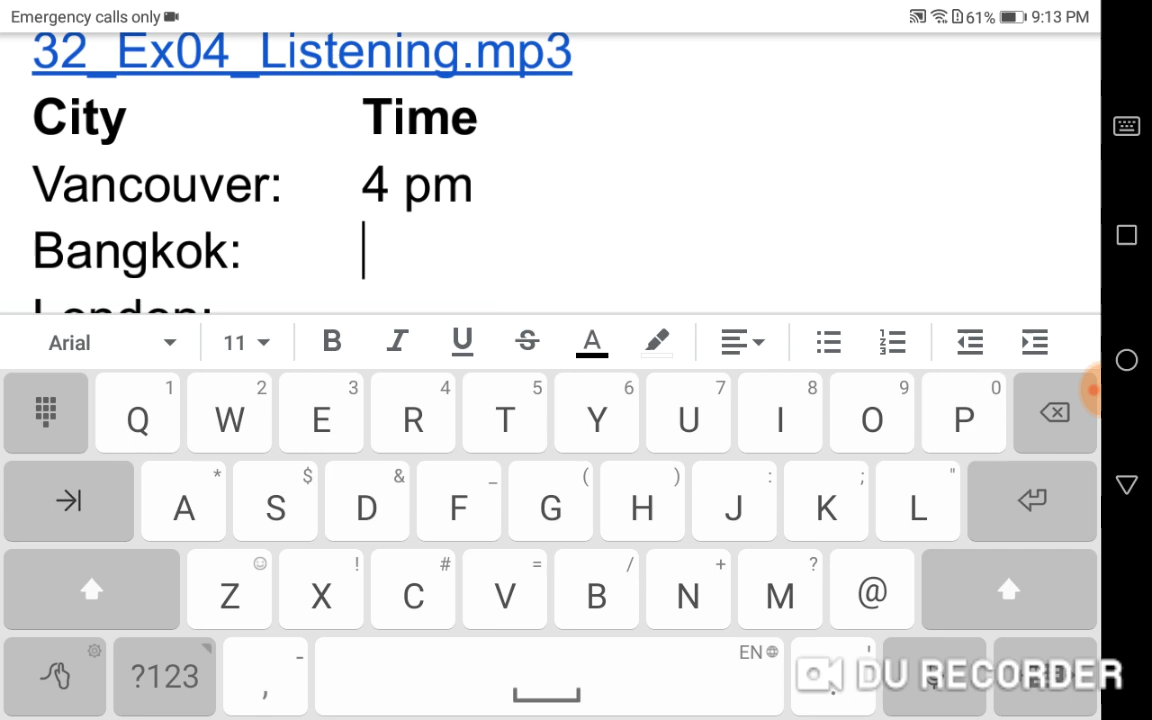 Emergency calls only 61% 9:13 PM
32_Ex04_Listening.mp3
City Time
Vancouver: 4 pm
Bangkok:
London:
Arial 11 B I U S A
1 2 3 4 5 6 7 8 9 0
Q W E R T Y U I O P
* $ & _ ( ) : ; "
A S D F G H J K L
! # = / + ?
Z X C V B N M @
?123 , - EN ' .
DU RECORDER